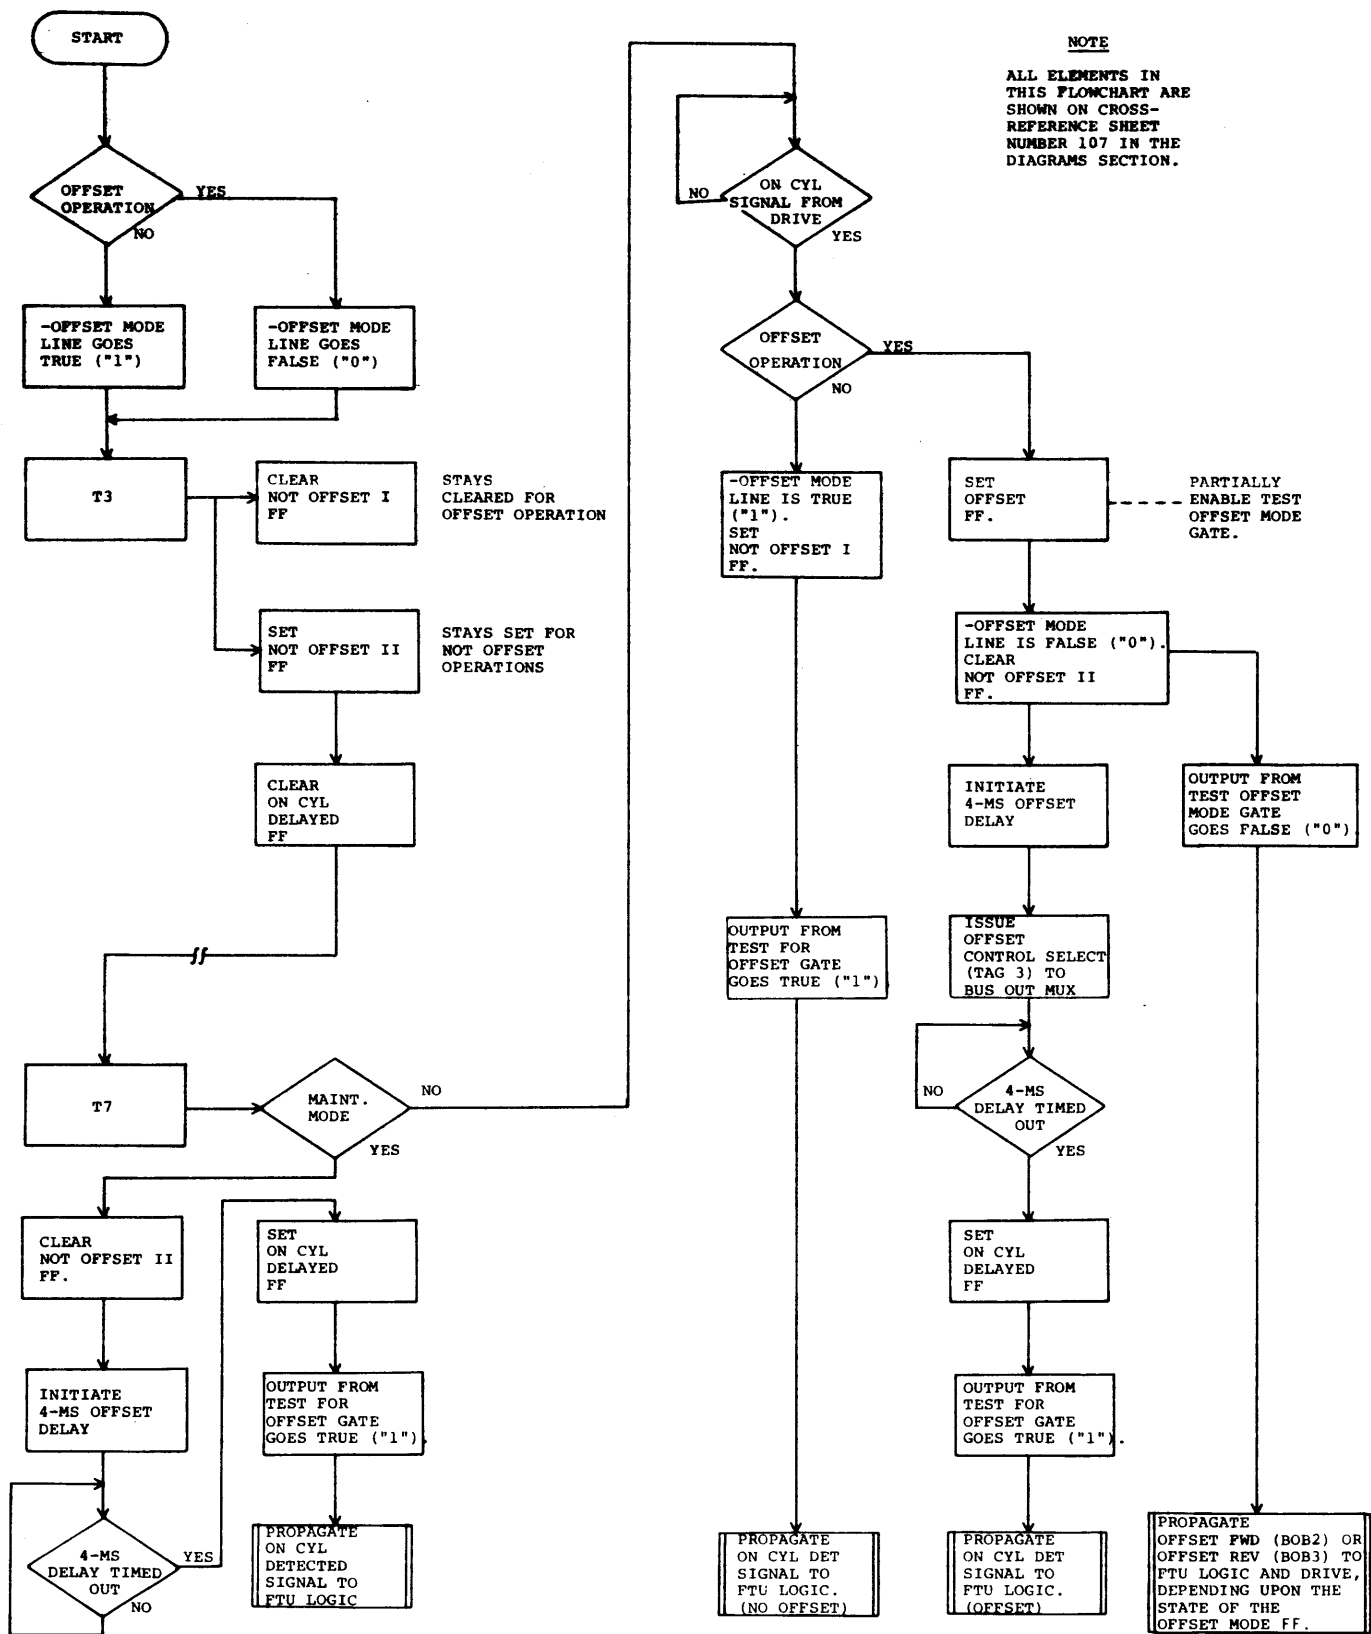 START
NOTE
ALL ELEMENTS IN
THIS FLOWCHART ARE
SHOWN ON CROSS-
REFERENCE SHEET
NUMBER 107 IN THE
DIAGRAMS SECTION.
OFFSET
OPERATION
YES
NO
-OFFSET MODE
LINE GOES
TRUE ("1")
-OFFSET MODE
LINE GOES
FALSE ("0")
T3
CLEAR
NOT OFFSET I
FF
STAYS
CLEARED FOR
OFFSET OPERATION
SET
NOT OFFSET II
FF
STAYS SET FOR
NOT OFFSET
OPERATIONS
CLEAR
ON CYL
DELAYED
FF
T7
MAINT.
MODE
NO
YES
CLEAR
NOT OFFSET II
FF.
INITIATE
4-MS OFFSET
DELAY
4-MS
DELAY TIMED
OUT
YES
NO
SET
ON CYL
DELAYED
FF
OUTPUT FROM
TEST FOR
OFFSET GATE
GOES TRUE ("1").
PROPAGATE
ON CYL
DETECTED
SIGNAL TO
FTU LOGIC
ON CYL
SIGNAL FROM
DRIVE
NO
YES
OFFSET
OPERATION
YES
NO
-OFFSET MODE
LINE IS TRUE
("1").
SET
NOT OFFSET I
FF.
OUTPUT FROM
TEST FOR
OFFSET GATE
GOES TRUE ("1")
PROPAGATE
ON CYL DET
SIGNAL TO
FTU LOGIC.
(NO OFFSET)
SET
OFFSET
FF.
PARTIALLY
ENABLE TEST
OFFSET MODE
GATE.
-OFFSET MODE
LINE IS FALSE ("0").
CLEAR
NOT OFFSET II
FF.
INITIATE
4-MS OFFSET
DELAY
ISSUE
OFFSET
CONTROL SELECT
(TAG 3) TO
BUS OUT MUX
4-MS
DELAY TIMED
OUT
NO
YES
SET
ON CYL
DELAYED
FF
OUTPUT FROM
TEST FOR
OFFSET GATE
GOES TRUE ("1").
PROPAGATE
ON CYL DET
SIGNAL TO
FTU LOGIC.
(OFFSET)
OUTPUT FROM
TEST OFFSET
MODE GATE
GOES FALSE ("0")
PROPAGATE
OFFSET FWD (BOB2) OR
OFFSET REV (BOB3) TO
FTU LOGIC AND DRIVE,
DEPENDING UPON THE
STATE OF THE
OFFSET MODE FF.